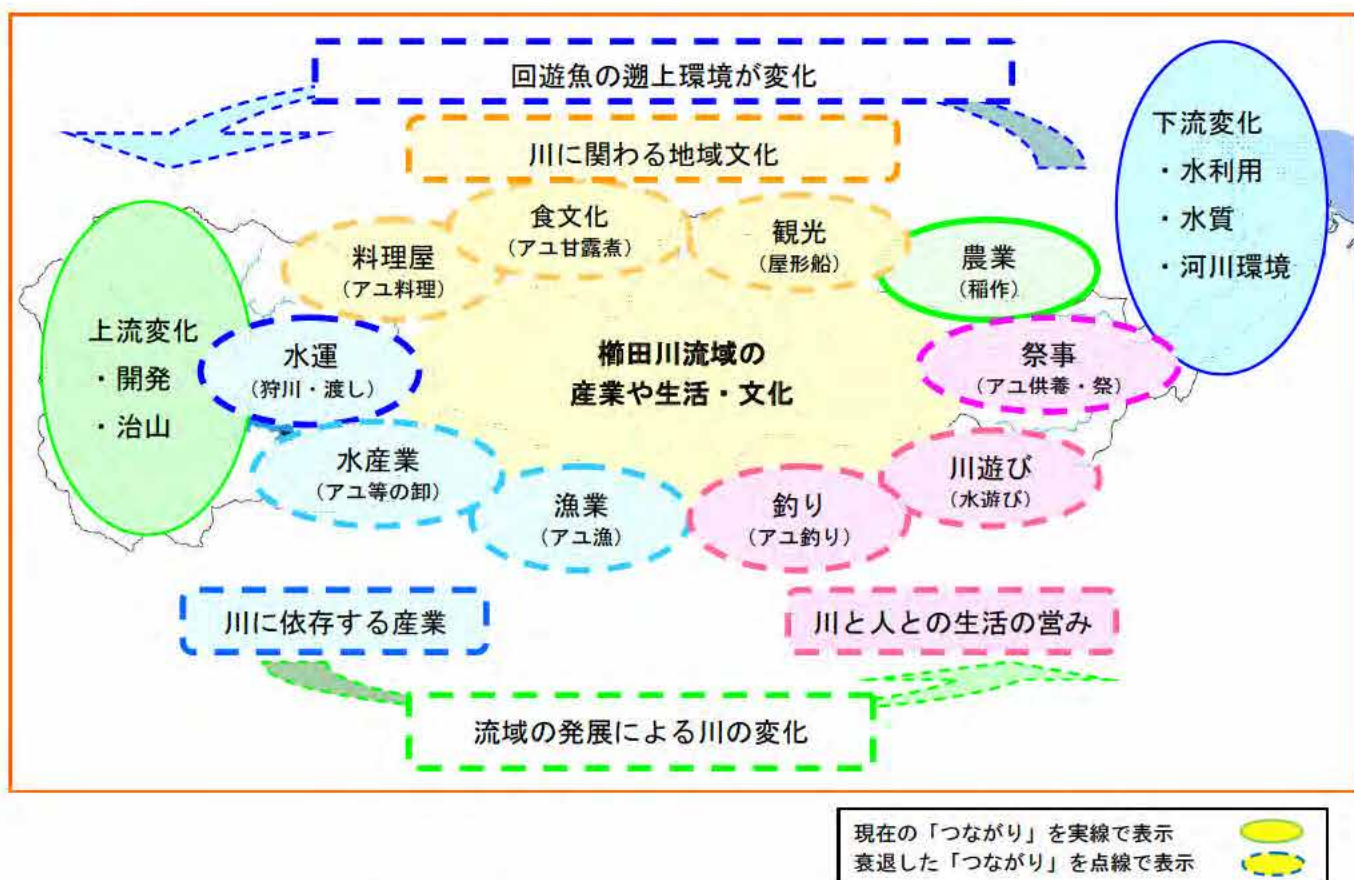 回遊魚の遡上環境が変化
川に関わる地域文化
下流変化
・水利用
・水質
・河川環境
食文化
（アユ甘露煮）
観光
（屋形船）
料理屋
（アユ料理）
農業
（稲作）
上流変化
・開発
・治山
水運
（狩川・渡し）
櫛田川流域の
産業や生活・文化
祭事
（アユ供養・祭）
水産業
（アユ等の卸）
漁業
（アユ漁）
釣り
（アユ釣り）
川遊び
（水遊び）
川に依存する産業
川と人との生活の営み
流域の発展による川の変化
現在の「つながり」を実線で表示
衰退した「つながり」を点線で表示